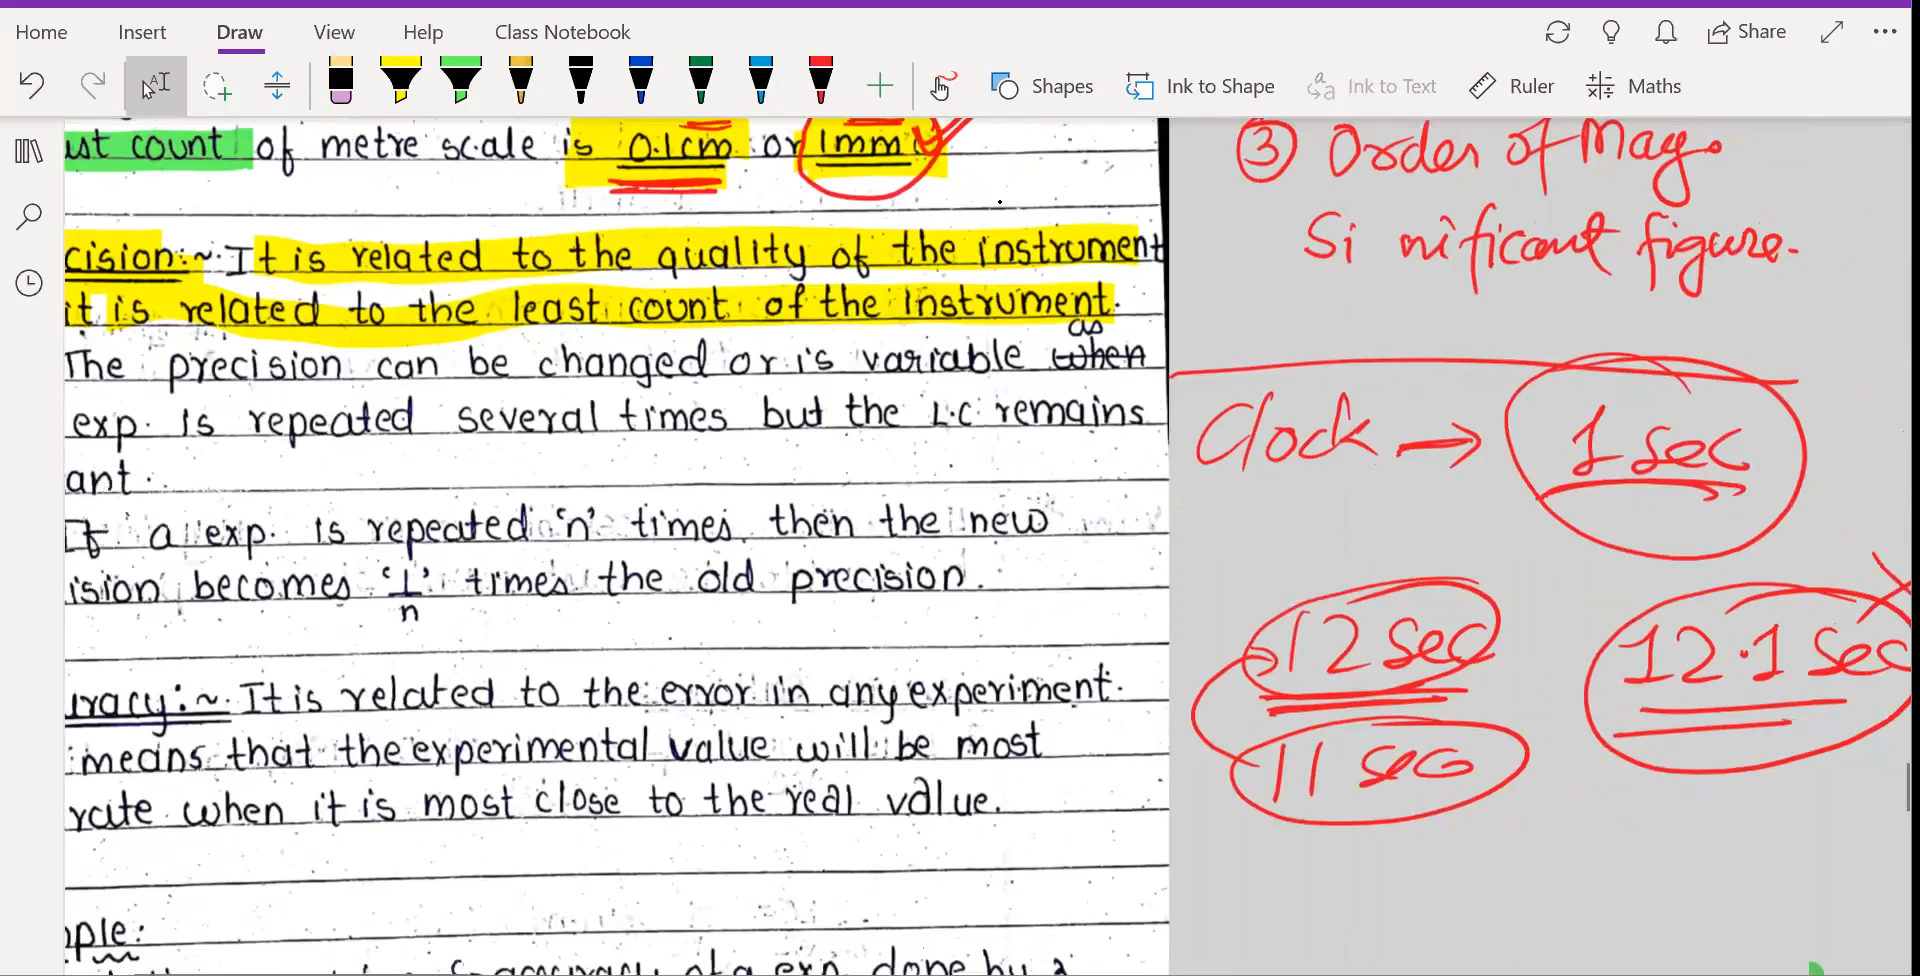 Home Insert Draw View Help Class Notebook Share
Shapes Ink to Shape Ink to Text Ruler Maths
ust count of metre scale is 0.1cm or 1mm
cision:~ It is related to the quality of the instrument
it is related to the least count of the instrument.
as
The precision can be changed or is variable when
exp. is repeated several times but the L.C remains
ant.
If a exp. is repeated 'n' times then the new
ision becomes '1/n' times the old precision.
uracy:~ It is related to the error in any experiment.
means that the experimental value will be most
rate when it is most close to the real value.
ple:
③ Order of Mag.
Si nificant figure.
Clock → 1 sec
12 sec 12.1 sec
11 sec